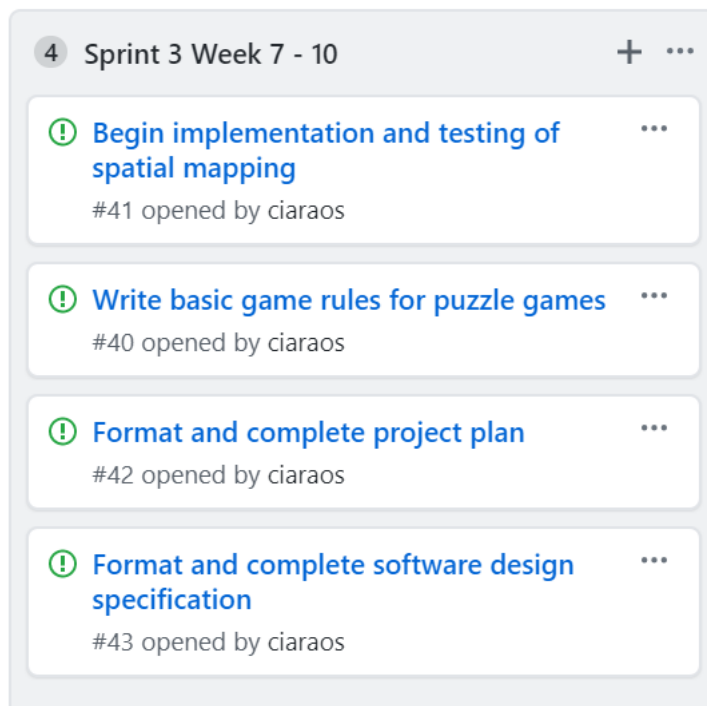 4 Sprint 3 Week 7 - 10
Begin implementation and testing of
spatial mapping
#41 opened by ciaraos
Write basic game rules for puzzle games
#40 opened by ciaraos
Format and complete project plan
#42 opened by ciaraos
Format and complete software design
specification
#43 opened by ciaraos